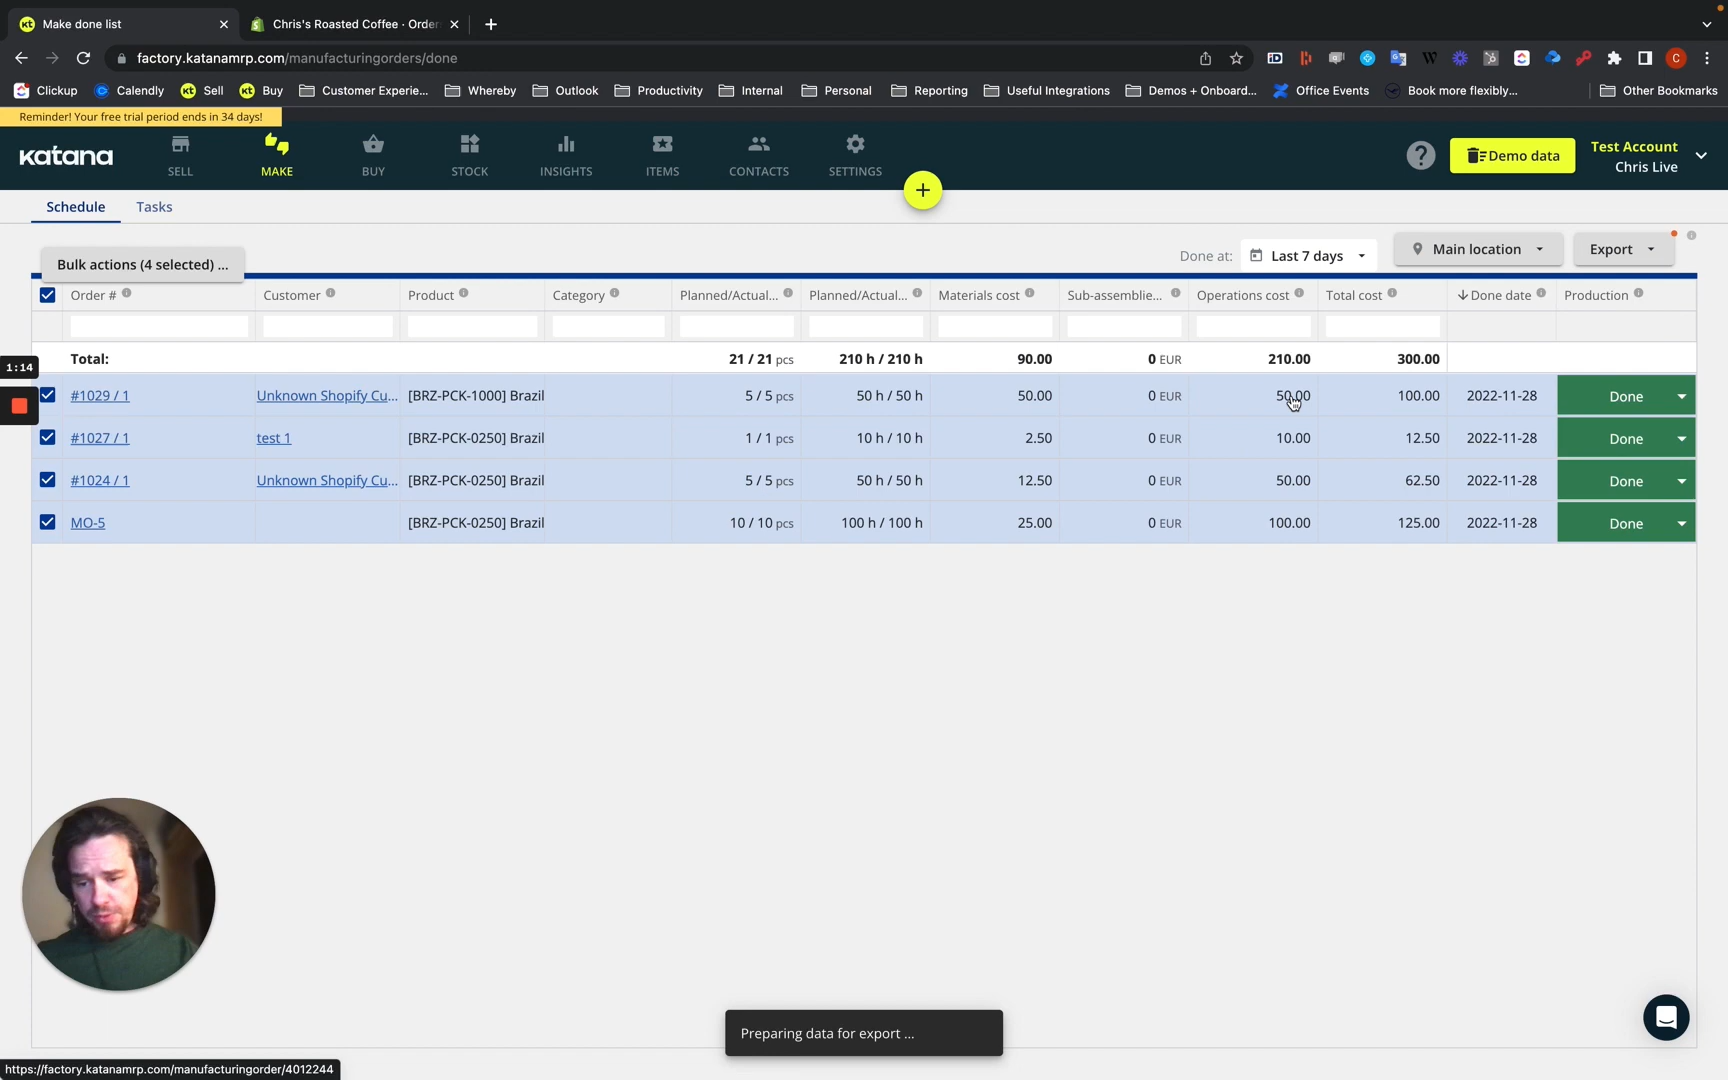 Make done list
Chris's Roasted Coffee · Order
factory.katanamrp.com/manufacturingorders/done
Clickup
Calendly
Sell
Buy
Customer Experie...
Whereby
Outlook
Productivity
Internal
Personal
Reporting
Useful Integrations
Demos + Onboard...
Office Events
Book more flexibly...
Other Bookmarks
Reminder! Your free trial period ends in 34 days!
katana
SELL
MAKE
BUY
STOCK
INSIGHTS
ITEMS
CONTACTS
SETTINGS
Demo data
Test Account
Chris Live
Schedule
Tasks
Bulk actions (4 selected) ...
Done at:
Last 7 days
Main location
Export
Order # Customer Product Category Planned/Actual... Planned/Actual... Materials cost Sub-assemblie... Operations cost Total cost Done date Production
Total: 21 / 21 pcs 210 h / 210 h 90.00 0 EUR 210.00 300.00
1:14
#1029 / 1 Unknown Shopify Cu... [BRZ-PCK-1000] Brazil 5 / 5 pcs 50 h / 50 h 50.00 0 EUR 50.00 100.00 2022-11-28 Done
#1027 / 1 test 1 [BRZ-PCK-0250] Brazil 1 / 1 pcs 10 h / 10 h 2.50 0 EUR 10.00 12.50 2022-11-28 Done
#1024 / 1 Unknown Shopify Cu... [BRZ-PCK-0250] Brazil 5 / 5 pcs 50 h / 50 h 12.50 0 EUR 50.00 62.50 2022-11-28 Done
MO-5 [BRZ-PCK-0250] Brazil 10 / 10 pcs 100 h / 100 h 25.00 0 EUR 100.00 125.00 2022-11-28 Done
Preparing data for export ...
https://factory.katanamrp.com/manufacturingorder/4012244